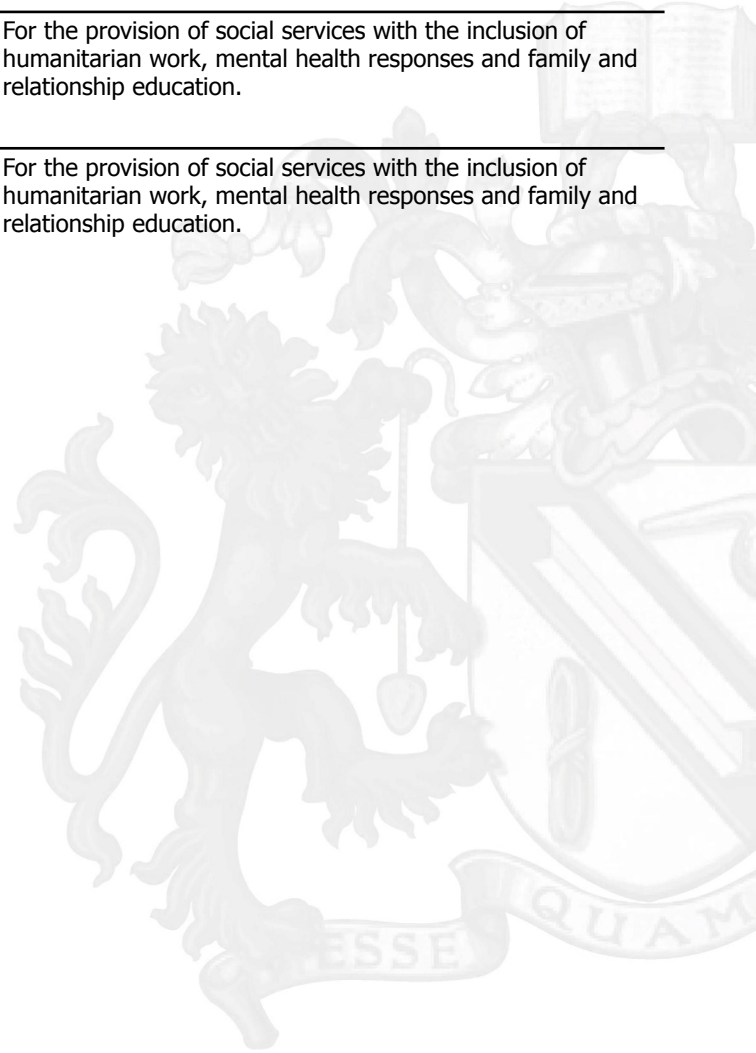 For the provision of social services with the inclusion of
humanitarian work, mental health responses and family and
relationship education.
For the provision of social services with the inclusion of
humanitarian work, mental health responses and family and
relationship education.
ESSE QUAM